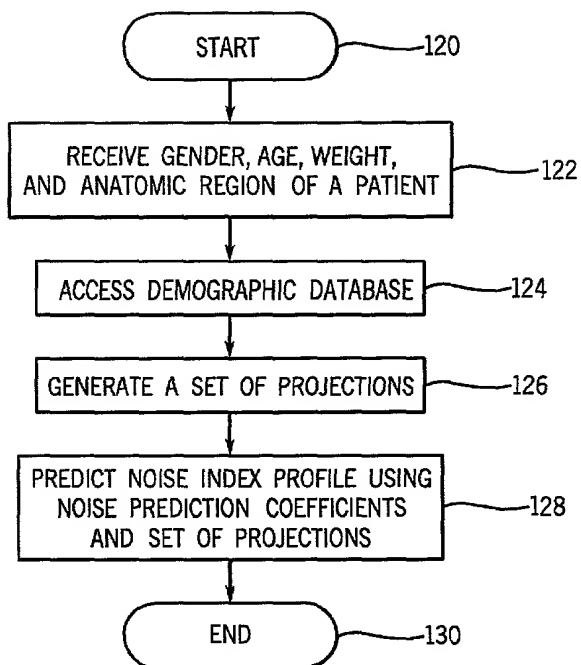 START
120
RECEIVE GENDER, AGE, WEIGHT,
AND ANATOMIC REGION OF A PATIENT
122
ACCESS DEMOGRAPHIC DATABASE
124
GENERATE A SET OF PROJECTIONS
126
PREDICT NOISE INDEX PROFILE USING
NOISE PREDICTION COEFFICIENTS
AND SET OF PROJECTIONS
128
END
130